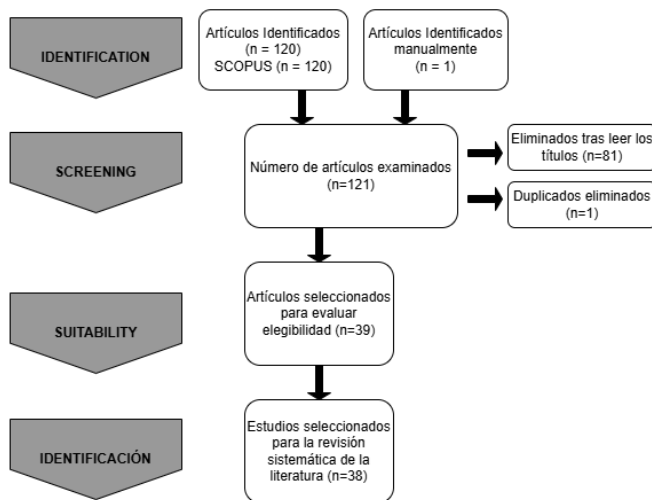 IDENTIFICATION
Artículos Identificados
(n = 120)
SCOPUS (n = 120)
Artículos Identificados
manualmente
(n = 1)
SCREENING
Número de artículos examinados
(n=121)
Eliminados tras leer los
títulos (n=81)
Duplicados eliminados
(n=1)
SUITABILITY
Artículos seleccionados
para evaluar
elegibilidad (n=39)
IDENTIFICACIÓN
Estudios seleccionados
para la revisión
sistemática de la
literatura (n=38)